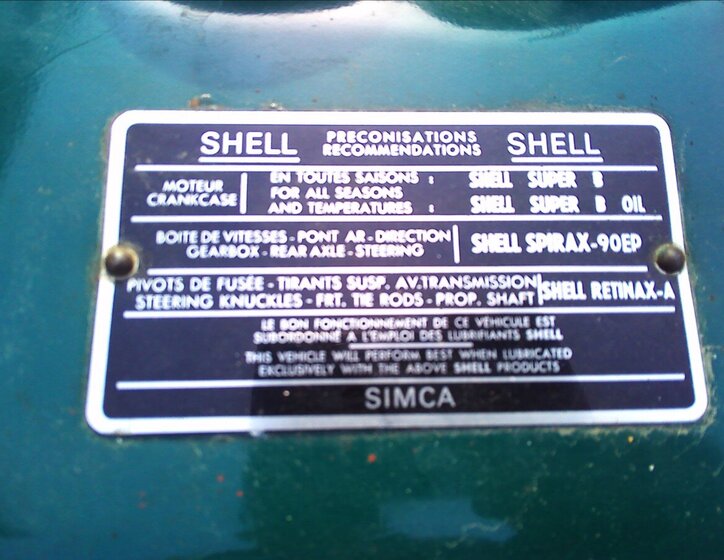 SHELL PRECONISATIONS RECOMMENDATIONS SHELL
MOTEUR CRANKCASE
EN TOUTES SAISONS : SHELL SUPER B
FOR ALL SEASONS
AND TEMPERATURES : SHELL SUPER B OIL
BOITE DE VITESSES - PONT AR - DIRECTION
GEARBOX - REAR AXLE - STEERING
SHELL SPIRAX-90EP
PIVOTS DE FUSÉE - TIRANTS SUSP. AV. TRANSMISSION
STEERING KNUCKLES - FRT. TIE RODS - PROP. SHAFT
SHELL RETINAX-A
LE BON FONCTIONNEMENT DE CE VEHICULE EST
SUBORDONNÉ A L'EMPLOI DES LUBRIFIANTS SHELL
THIS VEHICLE WILL PERFORM BEST WHEN LUBRICATED
EXCLUSIVELY WITH THE ABOVE SHELL PRODUCTS
SIMCA